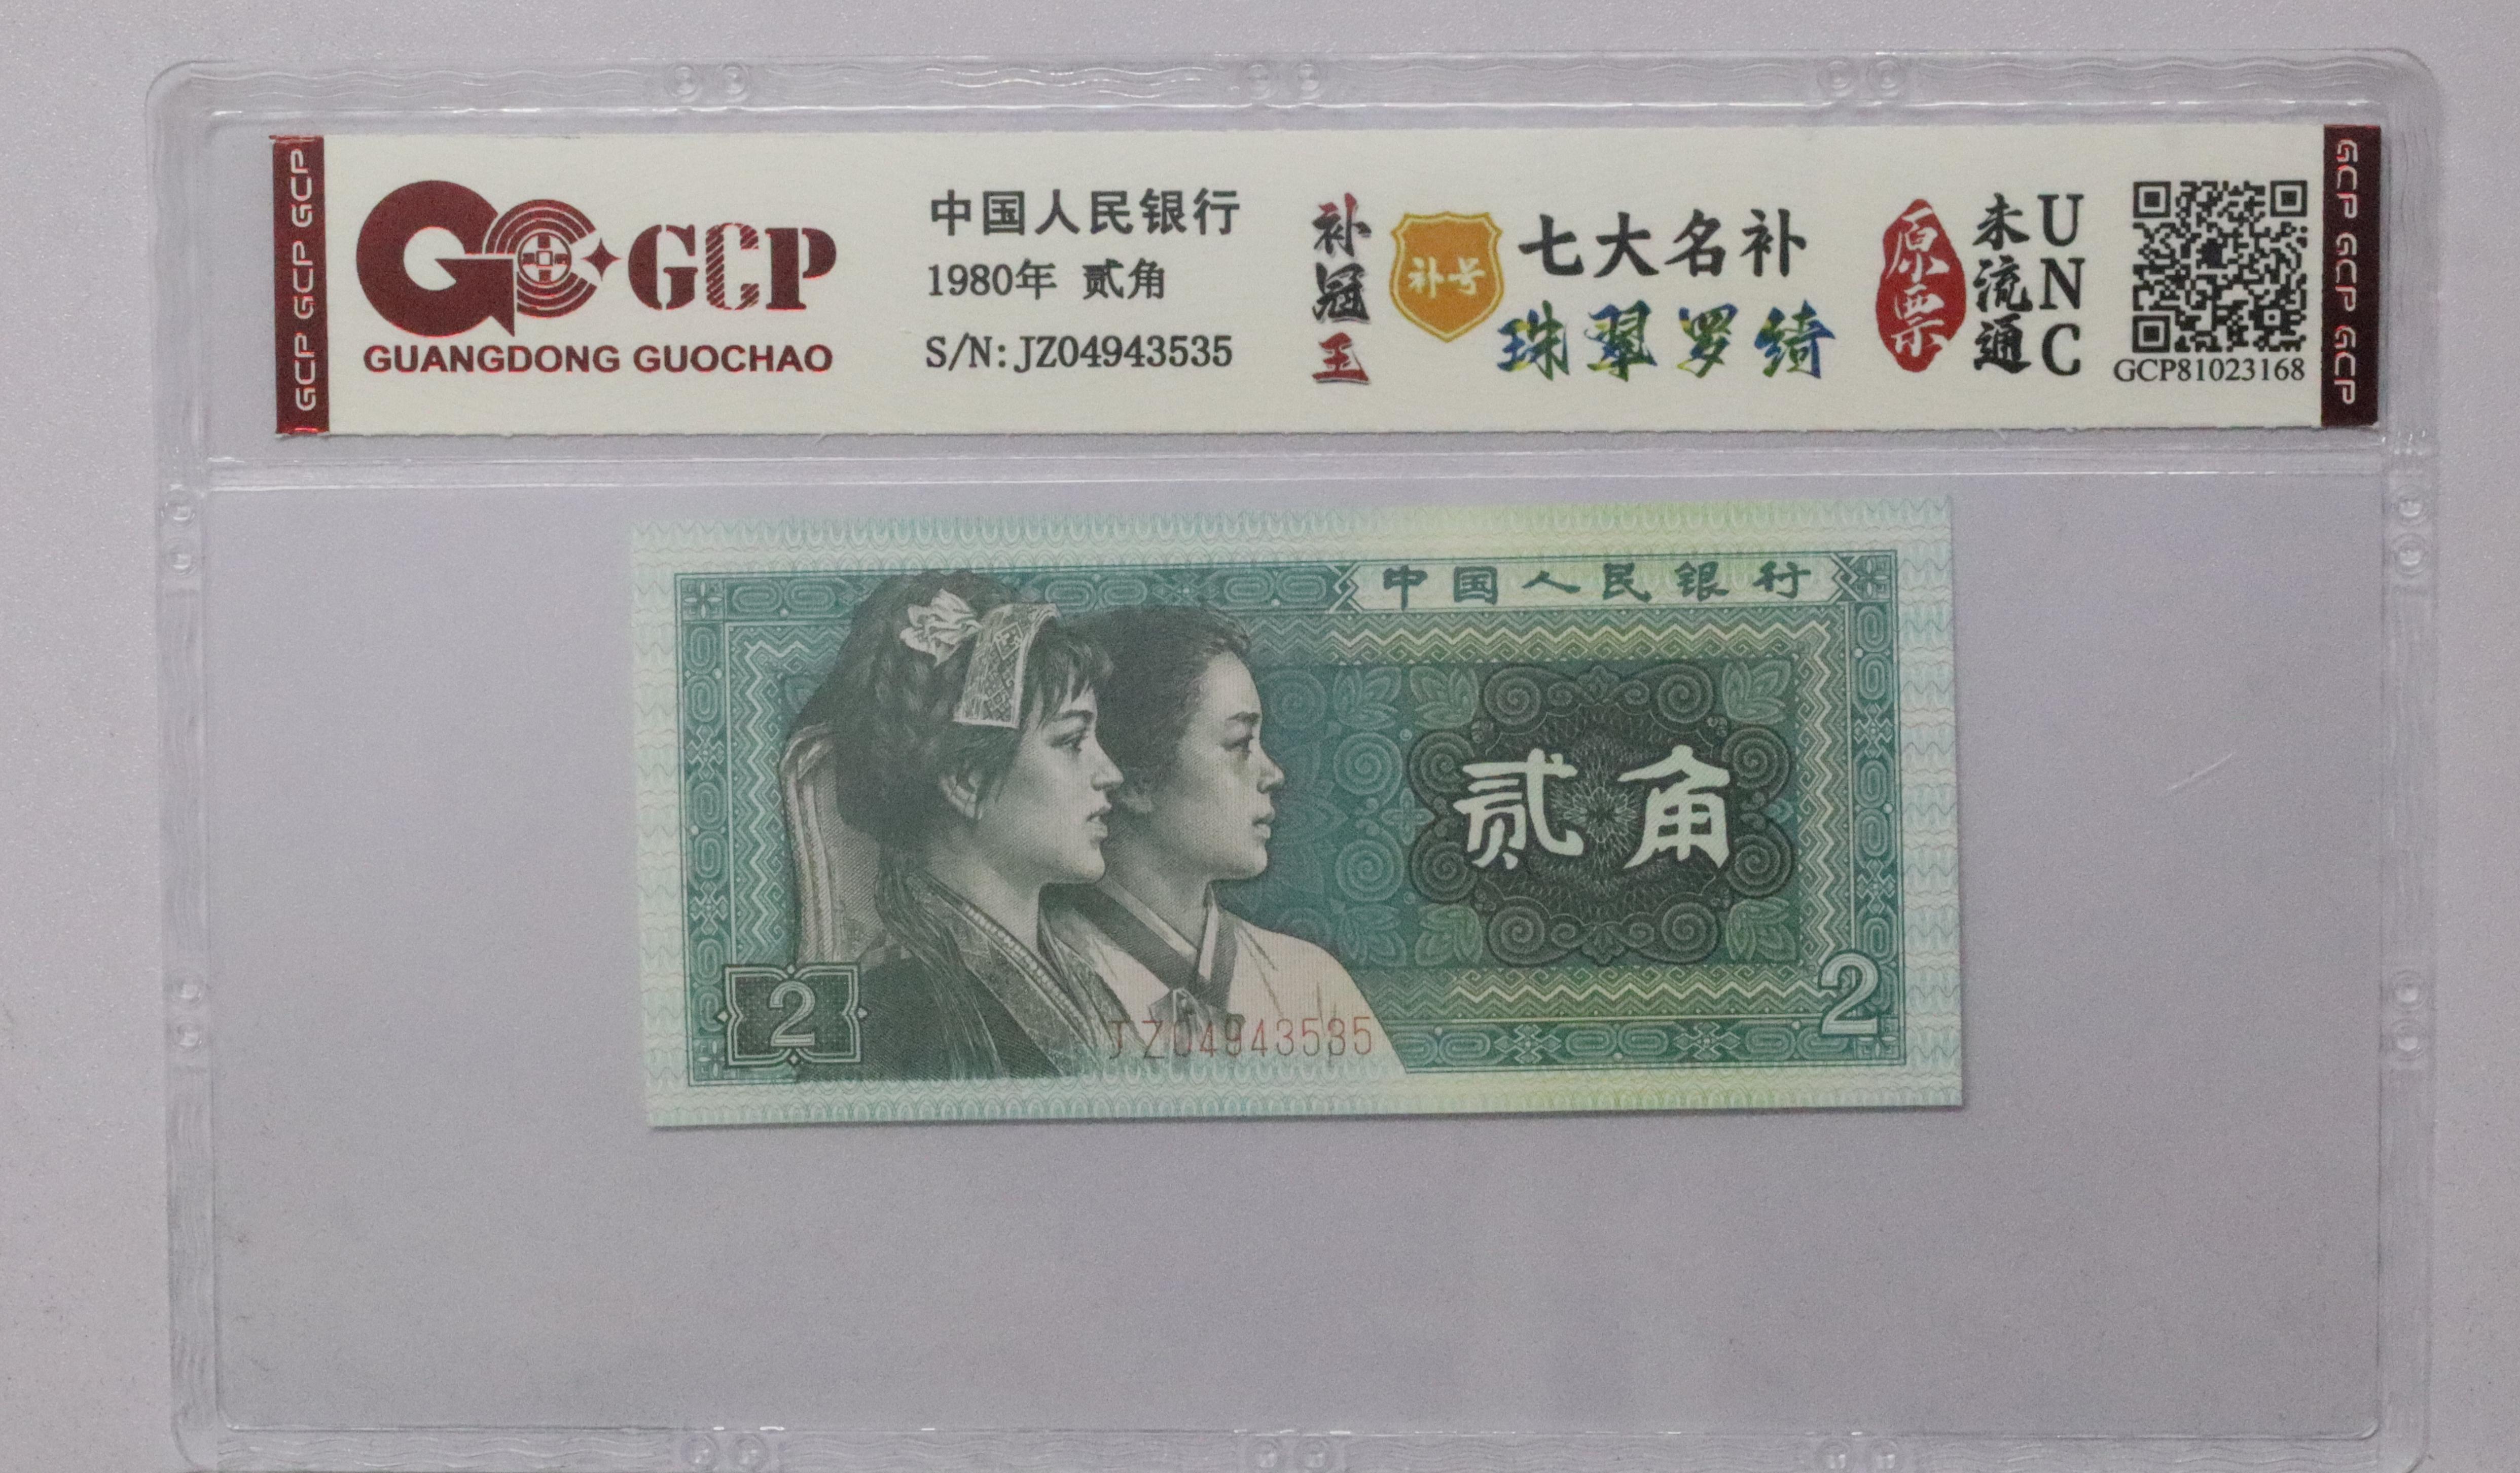 GCP GCP GCP
GCP
GUANGDONG GUOCHAO
中国人民银行
1980年 贰角
S/N: JZ04943535
补冠王
补号
七大名补
珠翠罗绮
原票
未流通
UNC
GCP81023168
GCP GCP GCP
中国人民银行
贰角
2
JZ04943535
2